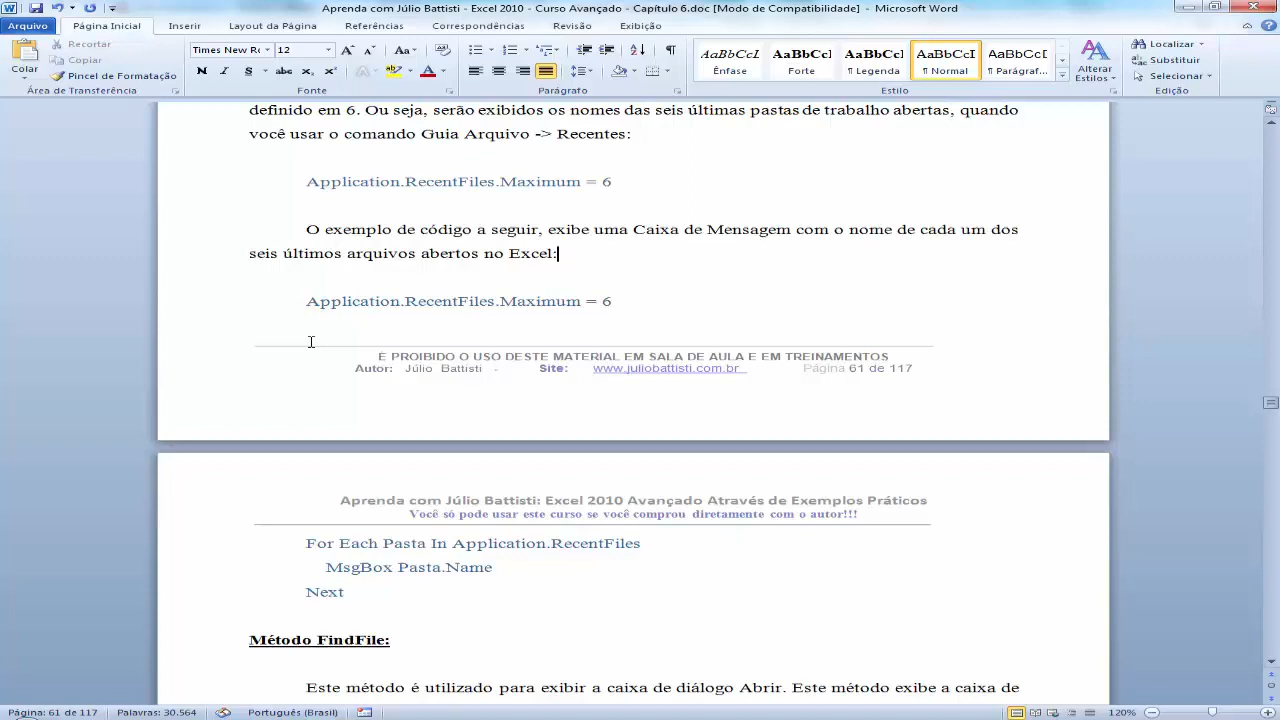 Aprenda com Júlio Battisti - Excel 2010 - Curso Avançado - Capítulo 6.doc [Modo de Compatibilidade] - Microsoft Word
Arquivo Página Inicial Inserir Layout da Página Referências Correspondências Revisão Exibição
Recortar
Copiar
Pincel de Formatação
Colar
Área de Transferência
Times New Ro 12
N I S abc x₂ x² A
Fonte
Parágrafo
AaBbCcI AaBbCcI AaBbCcI AaBbCcI AaBbCcI
Ênfase Forte ¶ Legenda ¶ Normal ¶ Parágraf...
Alterar Estilos
Estilo
Localizar
Substituir
Selecionar
Edição
definido em 6. Ou seja, serão exibidos os nomes das seis últimas pastas de trabalho abertas, quando
você usar o comando Guia Arquivo -> Recentes:
Application.RecentFiles.Maximum = 6
O exemplo de código a seguir, exibe uma Caixa de Mensagem com o nome de cada um dos
seis últimos arquivos abertos no Excel:
Application.RecentFiles.Maximum = 6
É PROIBIDO O USO DESTE MATERIAL EM SALA DE AULA E EM TREINAMENTOS
Autor: Júlio Battisti - Site: www.juliobattisti.com.br Página 61 de 117
Aprenda com Júlio Battisti: Excel 2010 Avançado Através de Exemplos Práticos
Você só pode usar este curso se você comprou diretamente com o autor!!!
For Each Pasta In Application.RecentFiles
MsgBox Pasta.Name
Next
Método FindFile:
Este método é utilizado para exibir a caixa de diálogo Abrir. Este método exibe a caixa de
Página: 61 de 117 Palavras: 30.564 Português (Brasil) 120%